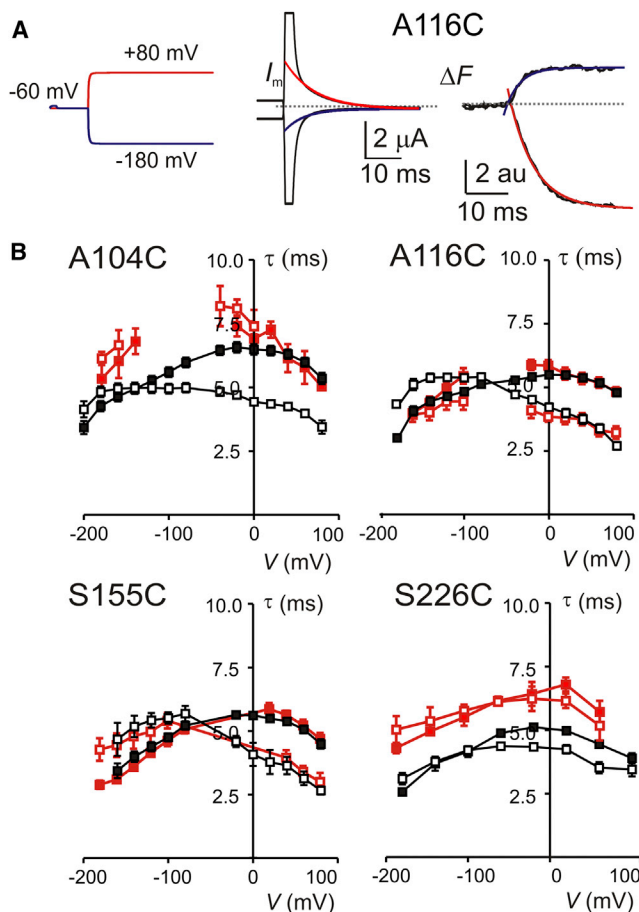 A
A116C
+80 mV
-60 mV
-180 mV
Im
2 μA
10 ms
ΔF
2 au
10 ms
B
A104C
10.0
τ (ms)
7.5
5.0
2.5
-200
-100
0
100
V (mV)
A116C
10.0
τ (ms)
7.5
5.0
2.5
-200
-100
0
100
V (mV)
S155C
10.0
τ (ms)
7.5
5.0
2.5
-200
-100
0
100
V (mV)
S226C
10.0
τ (ms)
7.5
5.0
2.5
-200
-100
0
100
V (mV)